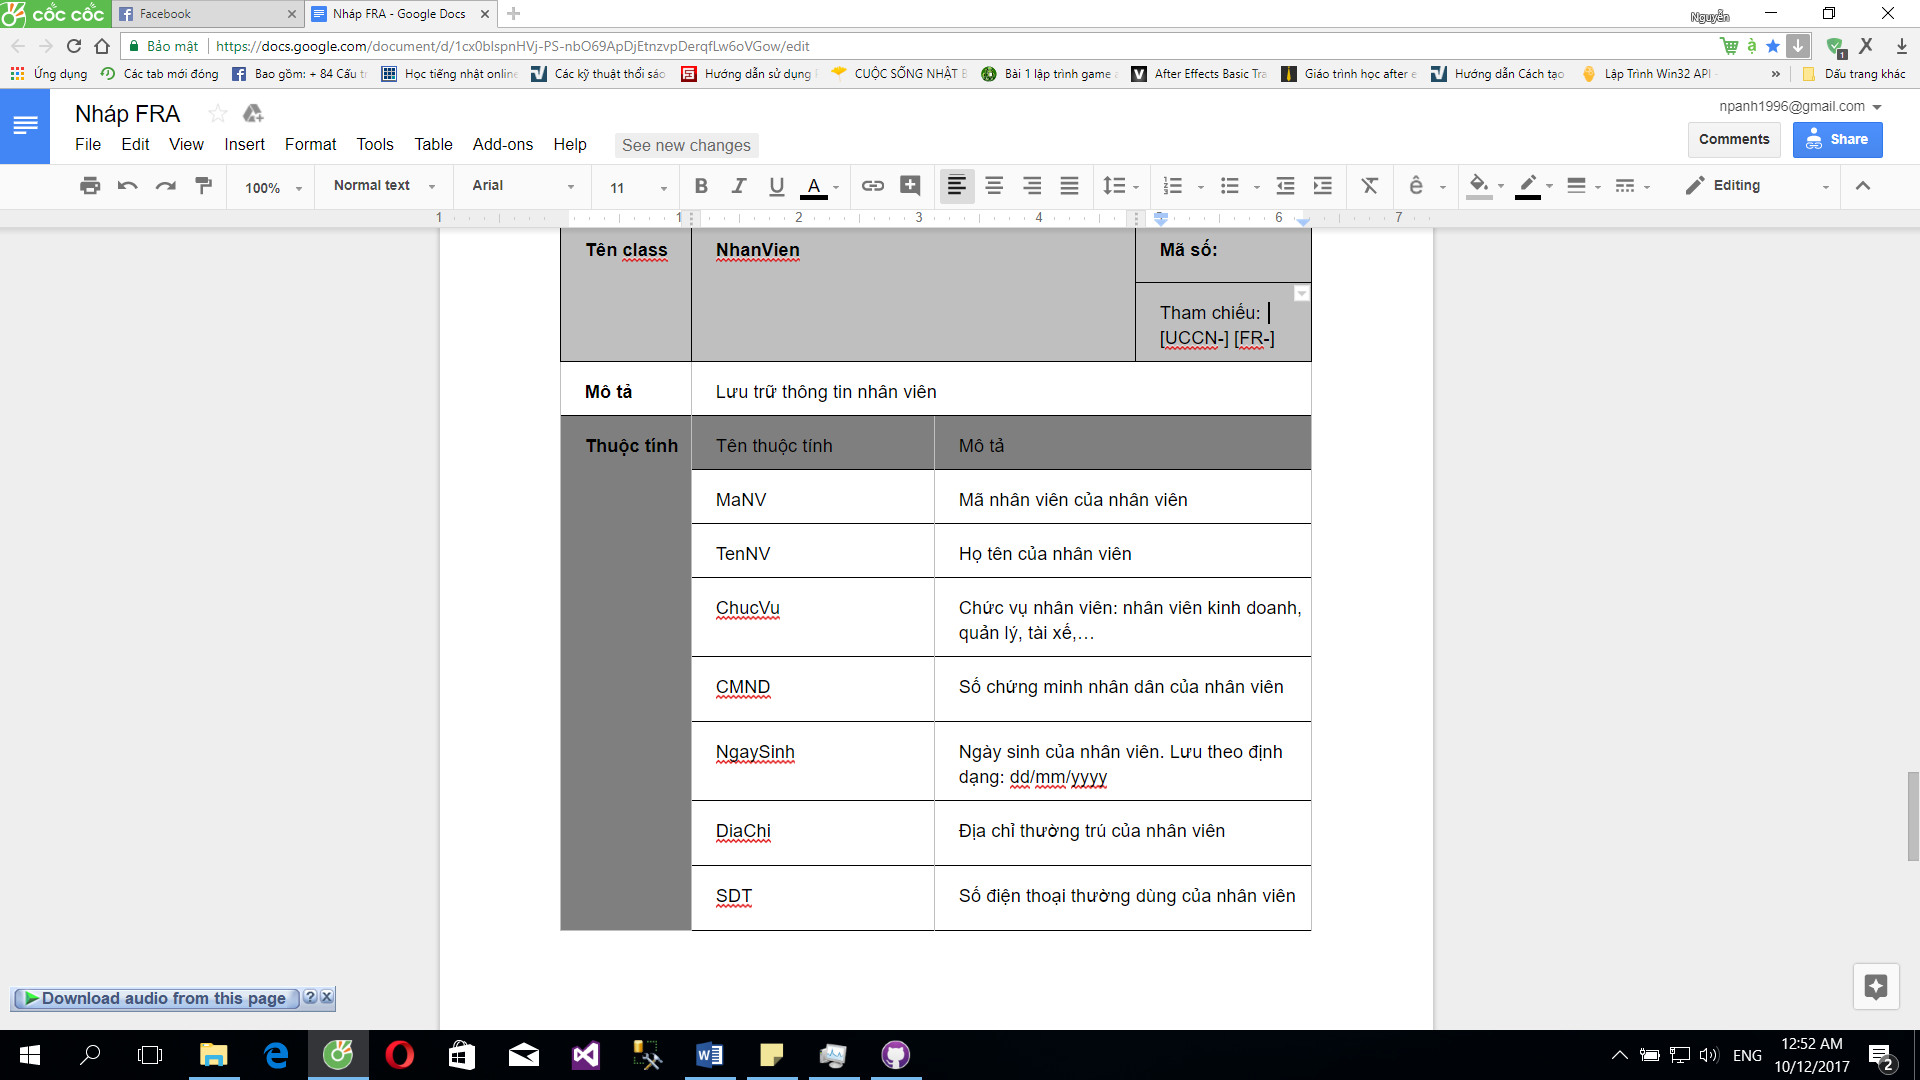 cốc cốc
Facebook
Nháp FRA - Google Docs
Nguyễn
Bảo mật
https://docs.google.com/document/d/1cx0bIspnHVj-PS-nbO69ApDjEtnzvpDerqfLw6oVGow/edit
Ứng dụng
Các tab mới đóng
Bao gồm: + 84 Cấu
Học tiếng nhật online
Các kỹ thuật thổi sáo
Hướng dẫn sử dụng
CUỘC SỐNG NHẬT
Bài 1 lập trình game
After Effects Basic Tra
Giáo trình học after e
Hướng dẫn Cách tạo
Lập Trình Win32 API -
Dấu trang khác
Nháp FRA
npanh1996@gmail.com
File Edit View Insert Format Tools Table Add-ons Help See new changes
Comments
Share
100% Normal text Arial 11 B I U A Editing
1 1 2 3 4 5 6 7
Tên class NhanVien Mã số:
Tham chiếu:
[UCCN-] [FR-]
Mô tả Lưu trữ thông tin nhân viên
Thuộc tính Tên thuộc tính Mô tả
MaNV Mã nhân viên của nhân viên
TenNV Họ tên của nhân viên
ChucVu Chức vụ nhân viên: nhân viên kinh doanh,
quản lý, tài xế,…
CMND Số chứng minh nhân dân của nhân viên
NgaySinh Ngày sinh của nhân viên. Lưu theo định
dạng: dd/mm/yyyy
DiaChi Địa chỉ thường trú của nhân viên
SDT Số điện thoại thường dùng của nhân viên
Download audio from this page ? X
ENG
12:52 AM
10/12/2017
2